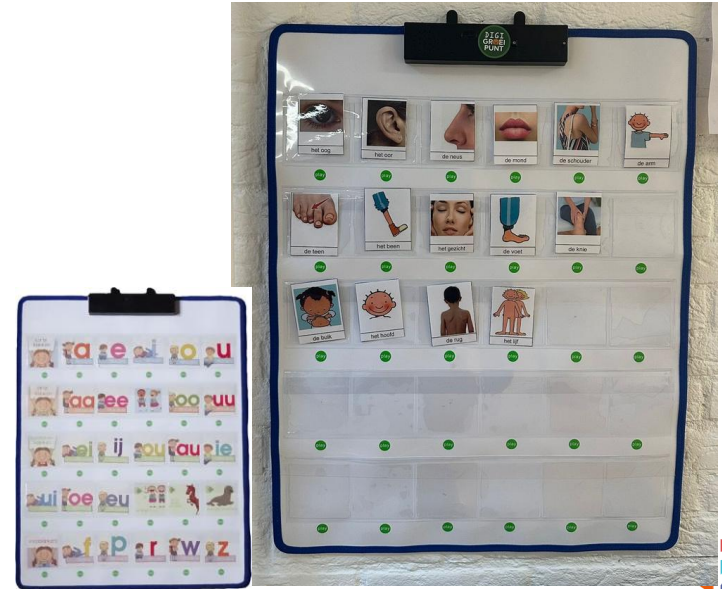 DIGI
GROEI
PUNT
het oog
het oor
de neus
de mond
de schouder
de arm
play play play play play play
de teen
het been
het gezicht
de voet
de knie
play play play play play play
de buik
het hoofd
de rug
het lijf
play play play play play play
play play play play play play
play play play play play play
a e i o u
aa ee oo uu
ei ij ou au ie
ui oe eu
f p r w z